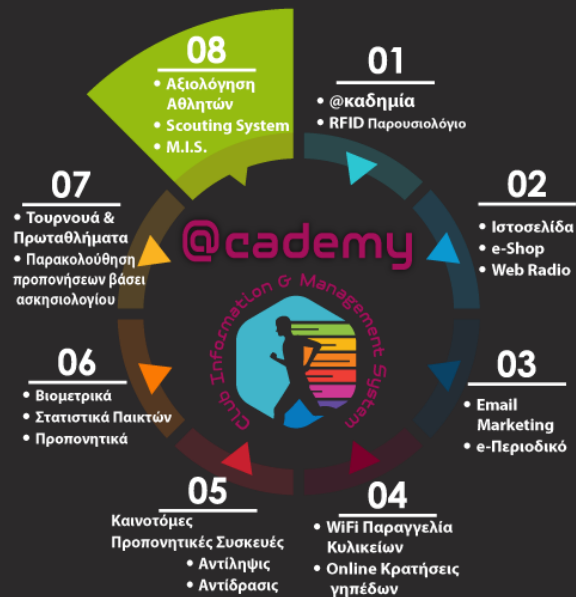 08
• Αξιολόγηση
Αθλητών
• Scouting System
• M.I.S.
01
• @καδημία
• RFID Παρουσιολόγιο
02
• Ιστοσελίδα
• e-Shop
• Web Radio
03
• Email
Marketing
• e-Περιοδικό
04
• WiFi Παραγγελία
Κυλικείων
• Online Κρατήσεις
γηπέδων
05
Καινοτόμες
Προπονητικές Συσκευές
• Αντίληψις
• Αντίδρασις
06
• Βιομετρικά
• Στατιστικά Παικτών
• Προπονητικά
07
• Τουρνουά &
Πρωταθλήματα
• Παρακολούθηση
προπονήσεων βάσει
ασκησιολογίου
@cademy
Club Information & Management System